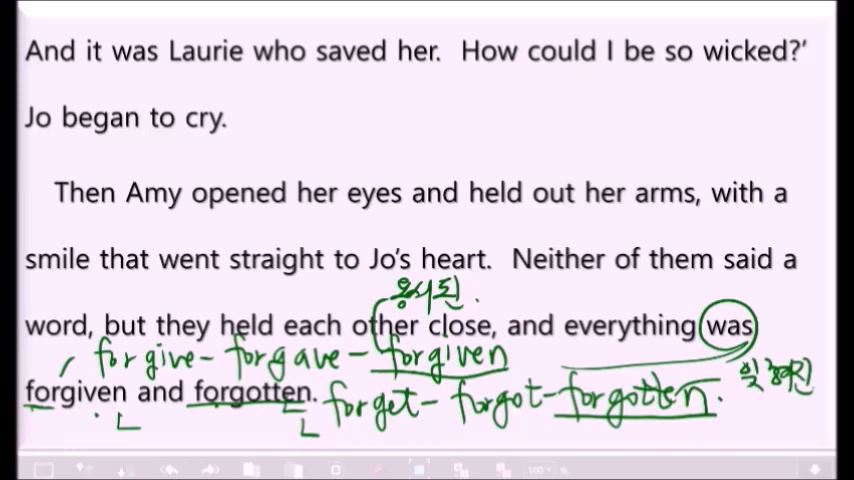 And it was Laurie who saved her. How could I be so wicked?'
Jo began to cry.
Then Amy opened her eyes and held out her arms, with a
smile that went straight to Jo's heart. Neither of them said a
용서된
word, but they held each other close, and everything was
forgive- forgave- forgiven
forgiven and forgotten. forget- forgot- forgotten. 잊혀진
100